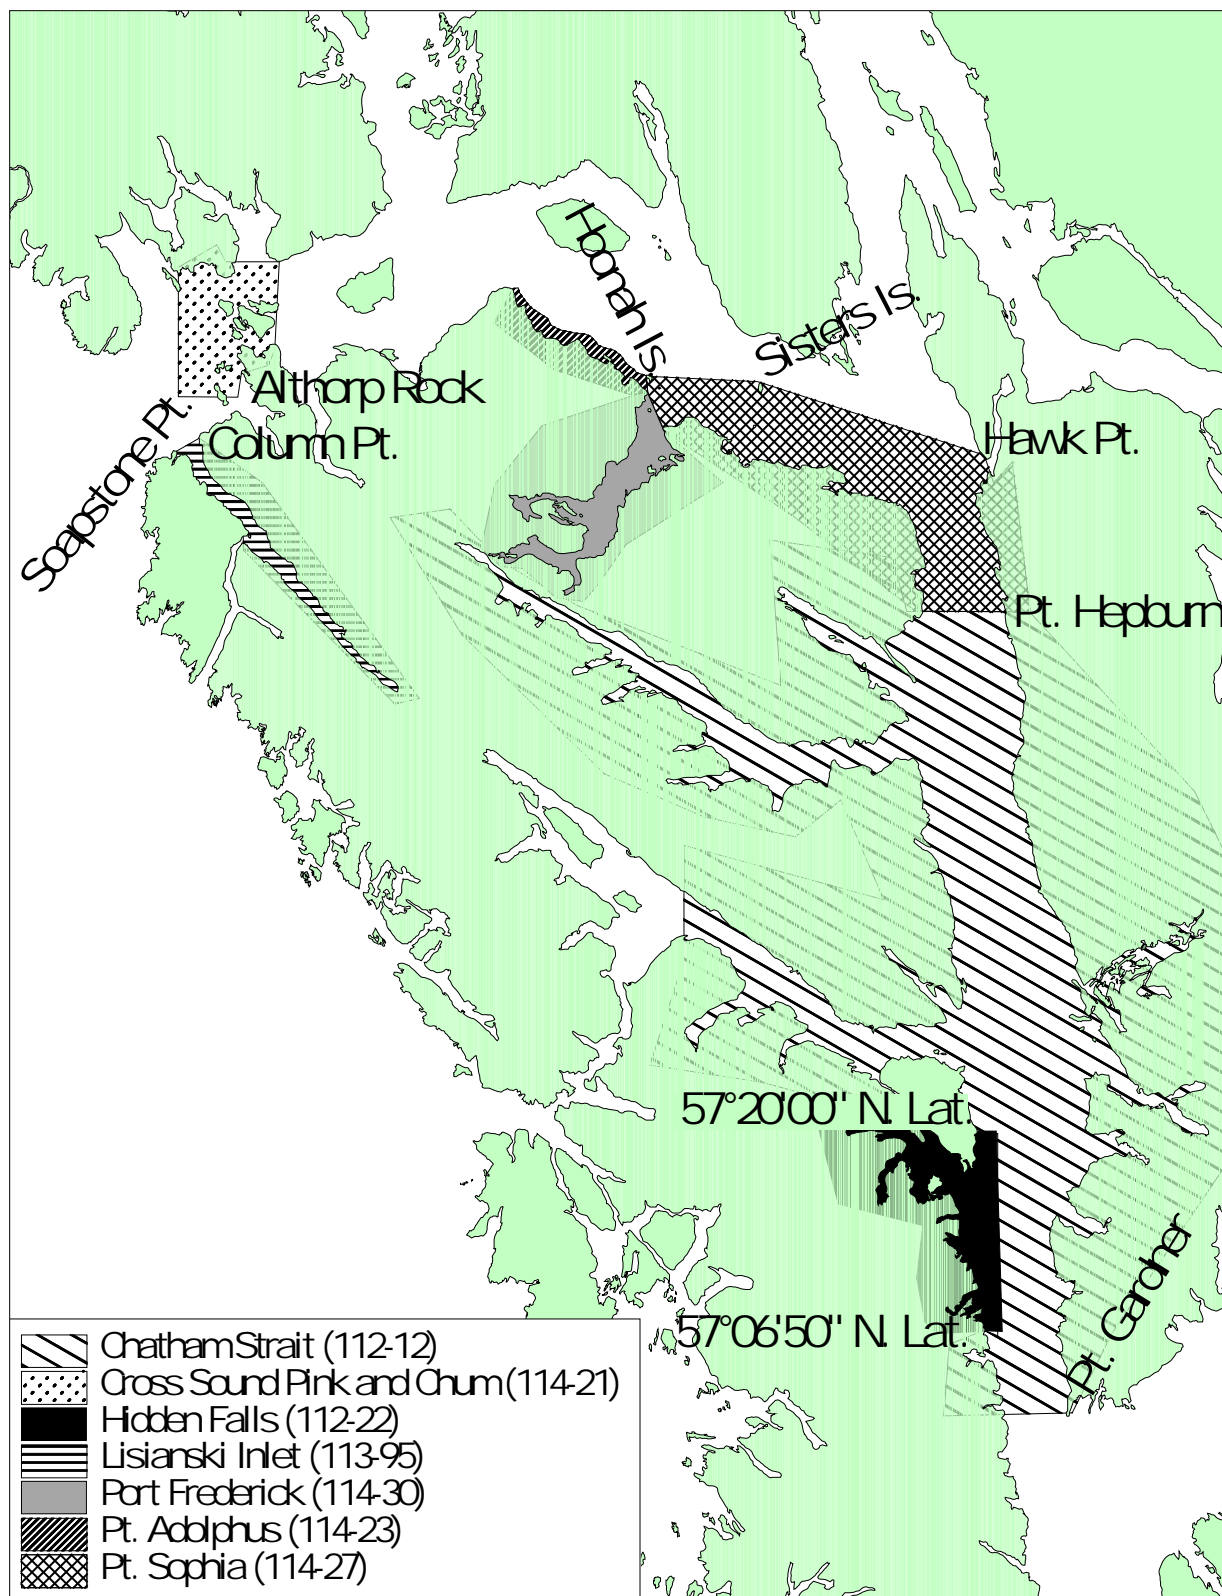 Hoonah Is.
Sisters Is.
Althorp Rock
Soapstone Pt.
Column Pt.
Hawk Pt.
Pt. Hepburn
57°20'00" N. Lat.
57°06'50" N. Lat.
Pt. Gardner
Chatham Strait (112-12)
Cross Sound Pink and Chum (114-21)
Hidden Falls (112-22)
Lisianski Inlet (113-95)
Port Frederick (114-30)
Pt. Adolphus (114-23)
Pt. Sophia (114-27)